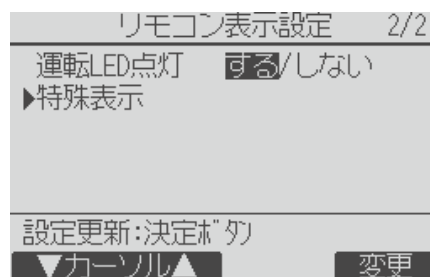 リモコン表示設定 2/2
運転LED点灯 する/しない
▶特殊表示
設定更新:決定ボタン
▼カーソル▲ 変更